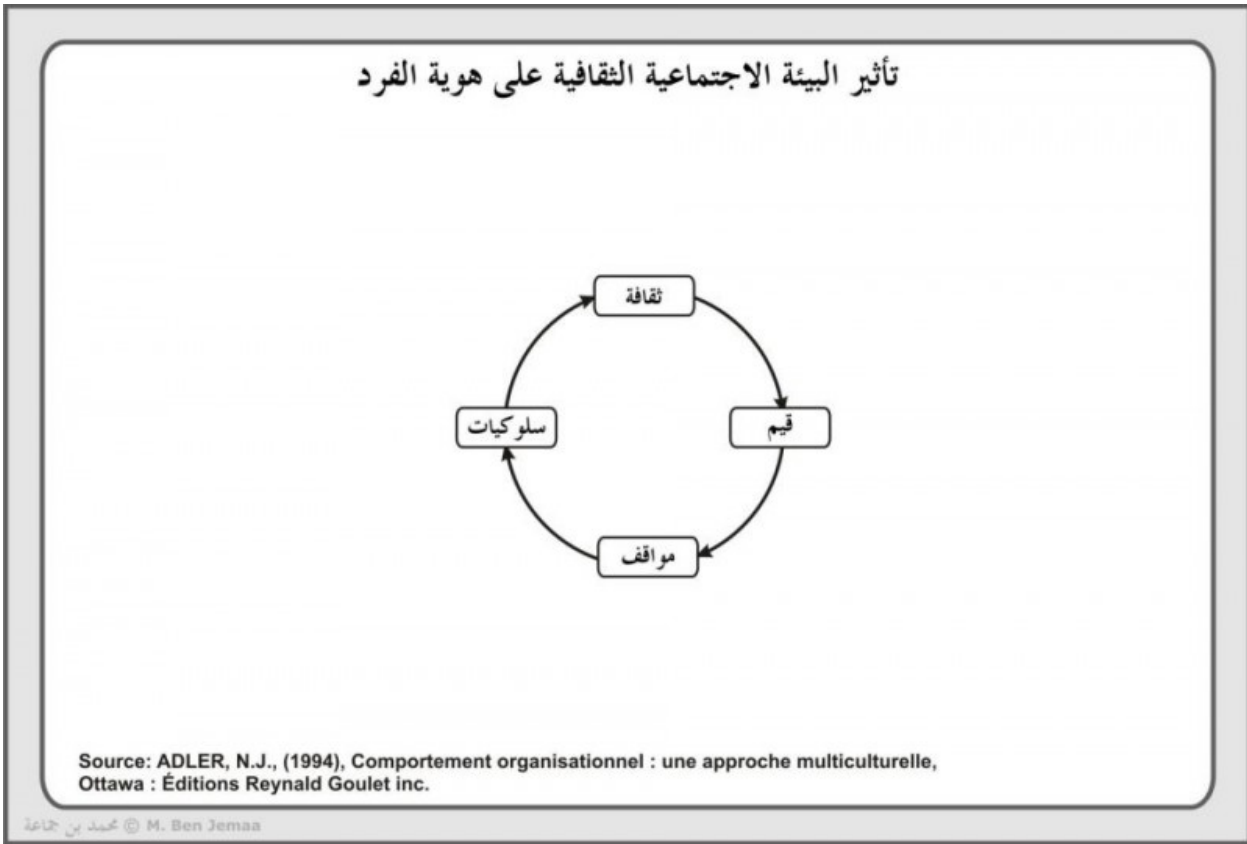 تأثير البيئة الاجتماعية الثقافية على هوية الفرد
ثقافة
سلوكيات
قيم
مواقف
Source: ADLER, N.J., (1994), Comportement organisationnel : une approche multiculturelle,
Ottawa : Éditions Reynald Goulet inc.
محمد بن جماعة © M. Ben Jemaa